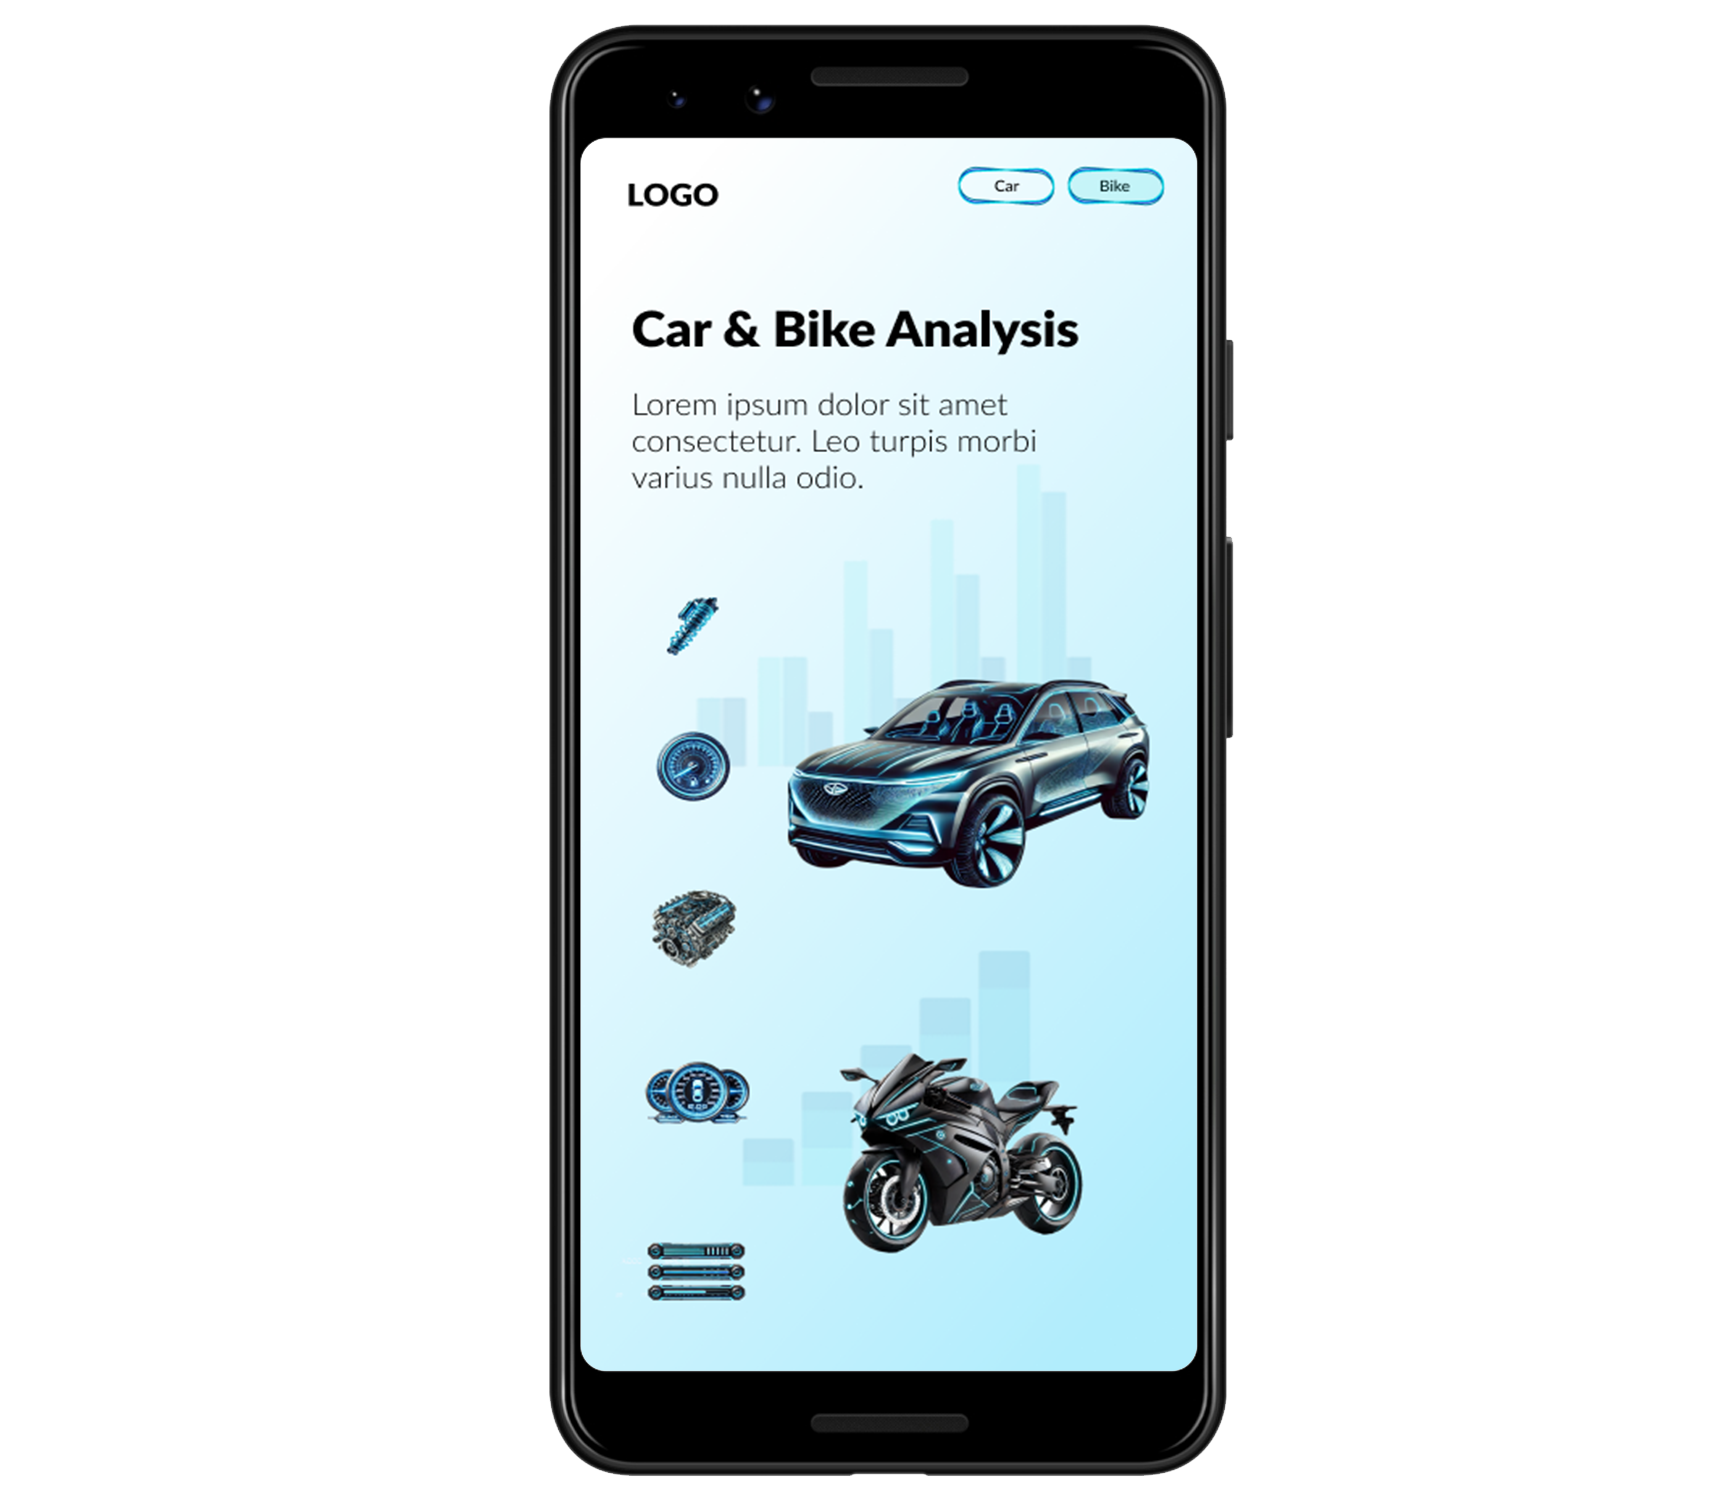 LOGO
Car
Bike
Car & Bike Analysis
Lorem ipsum dolor sit amet
consectetur. Leo turpis morbi
varius nulla odio.